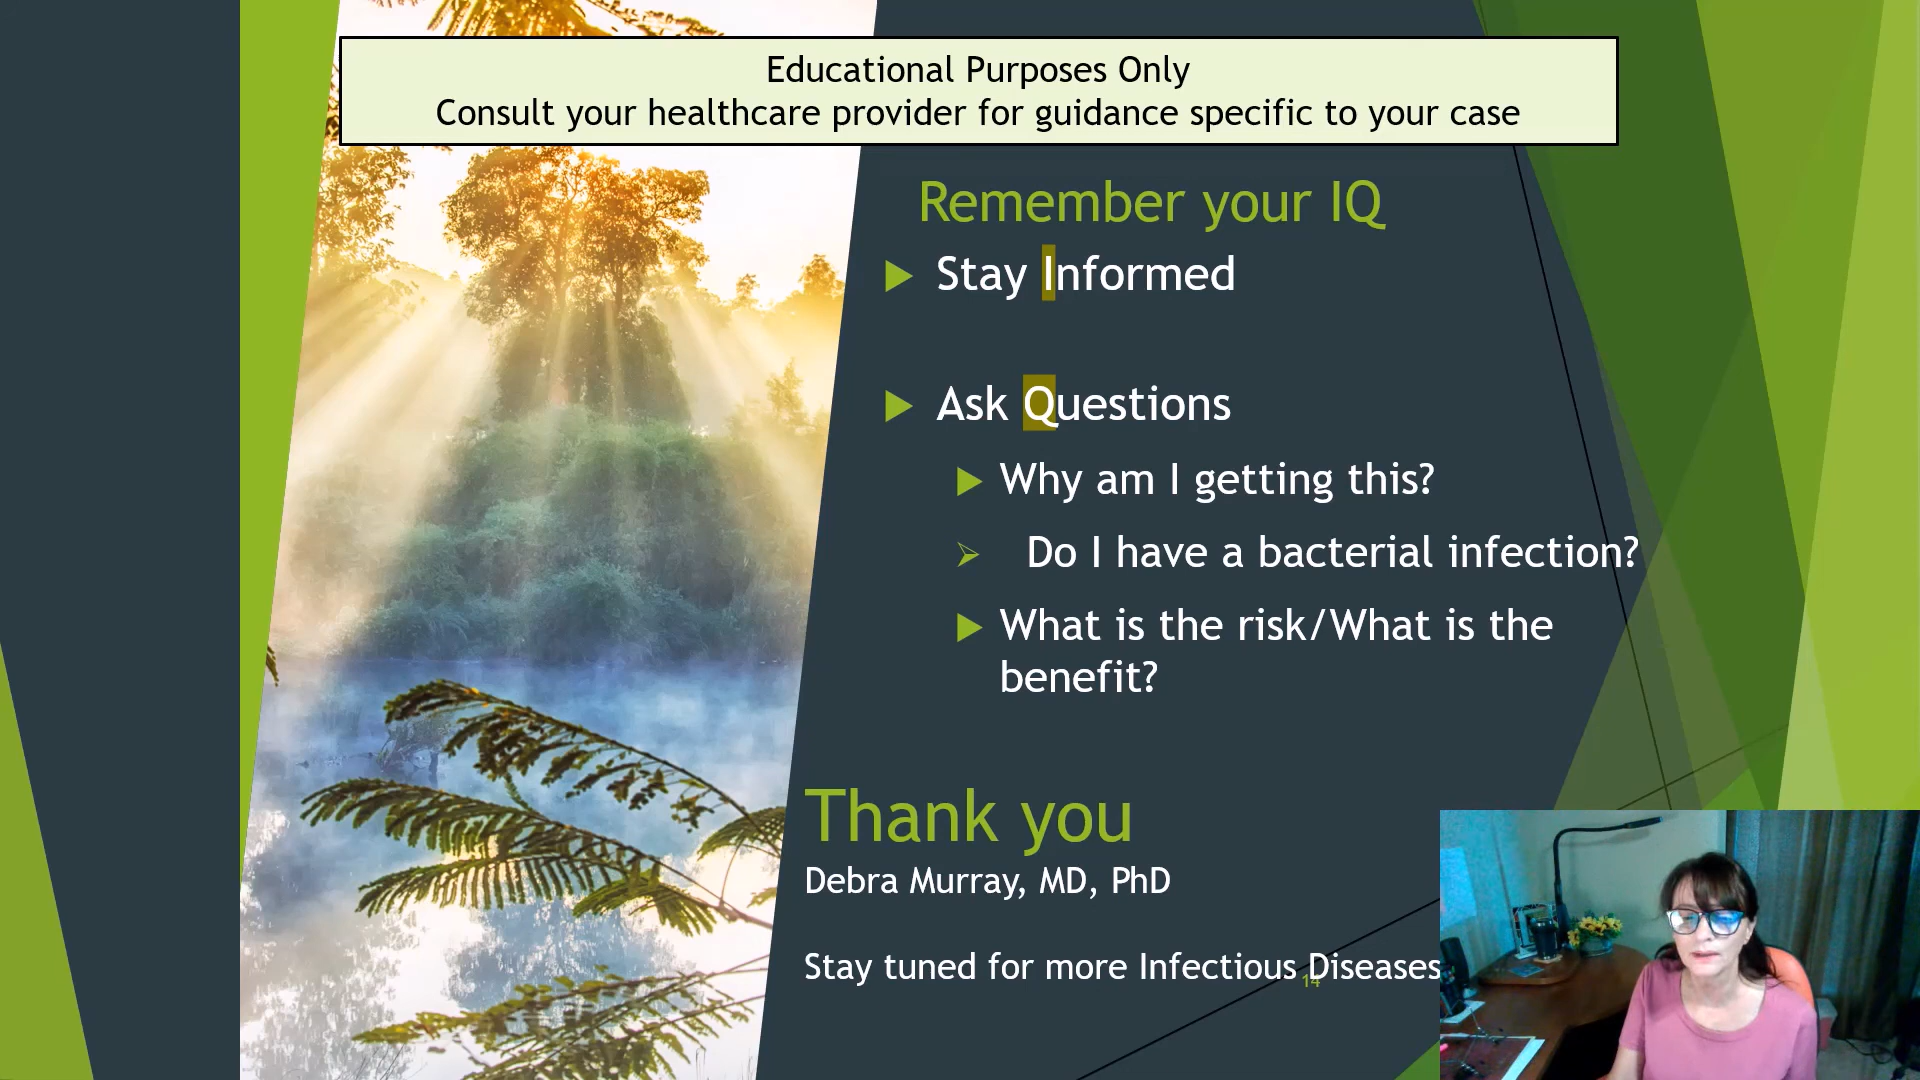 Educational Purposes Only
Consult your healthcare provider for guidance specific to your case
Remember your IQ
Stay Informed
Ask Questions
Why am I getting this?
Do I have a bacterial infection?
What is the risk/What is the
benefit?
Thank you
Debra Murray, MD, PhD
Stay tuned for more Infectious Diseases
14